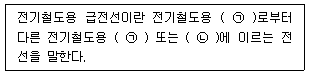 전기철도용 급전선이란 전기철도용 ( ㉠ )로부터
다른 전기철도용 ( ㉠ ) 또는 ( ㉡ )에 이르는 전
선을 말한다.